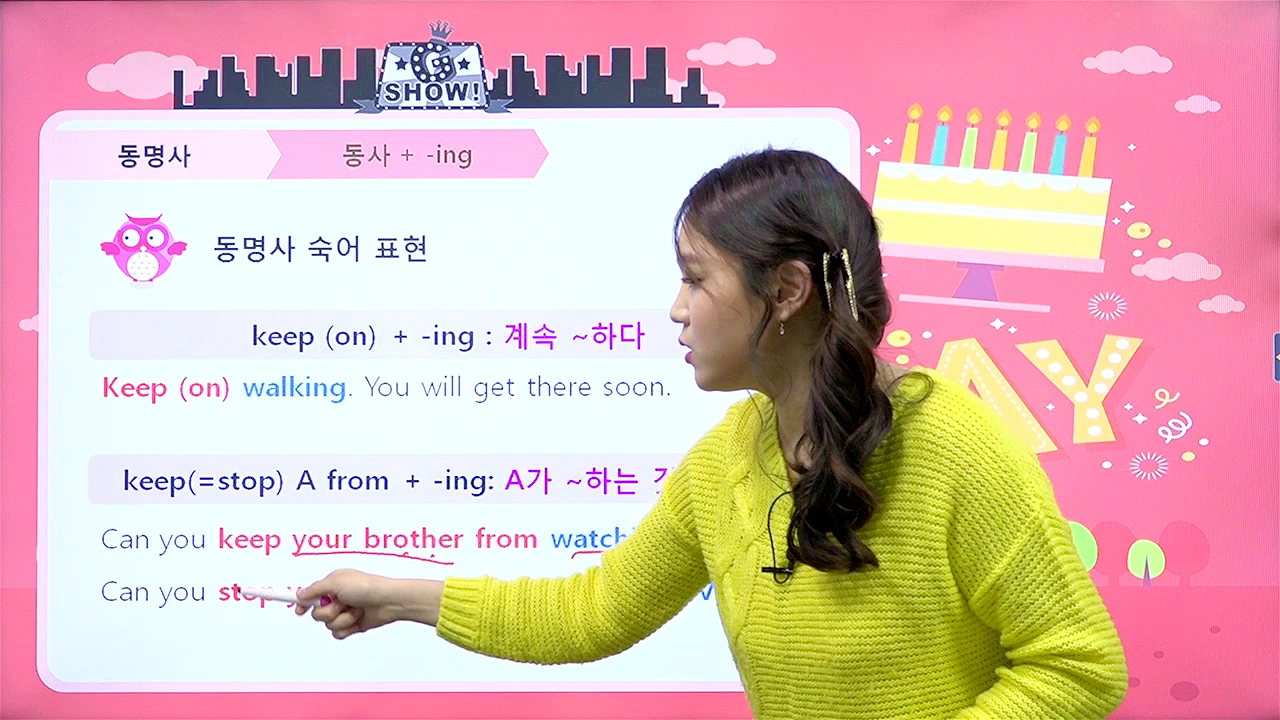 G
SHOW!
동명사
동사 + -ing
동명사 숙어 표현
keep (on) + -ing : 계속 ~하다
Keep (on) walking. You will get there soon.
keep(=stop) A from + -ing: A가 ~하는
Can you keep your brother from
Can you stop
AY